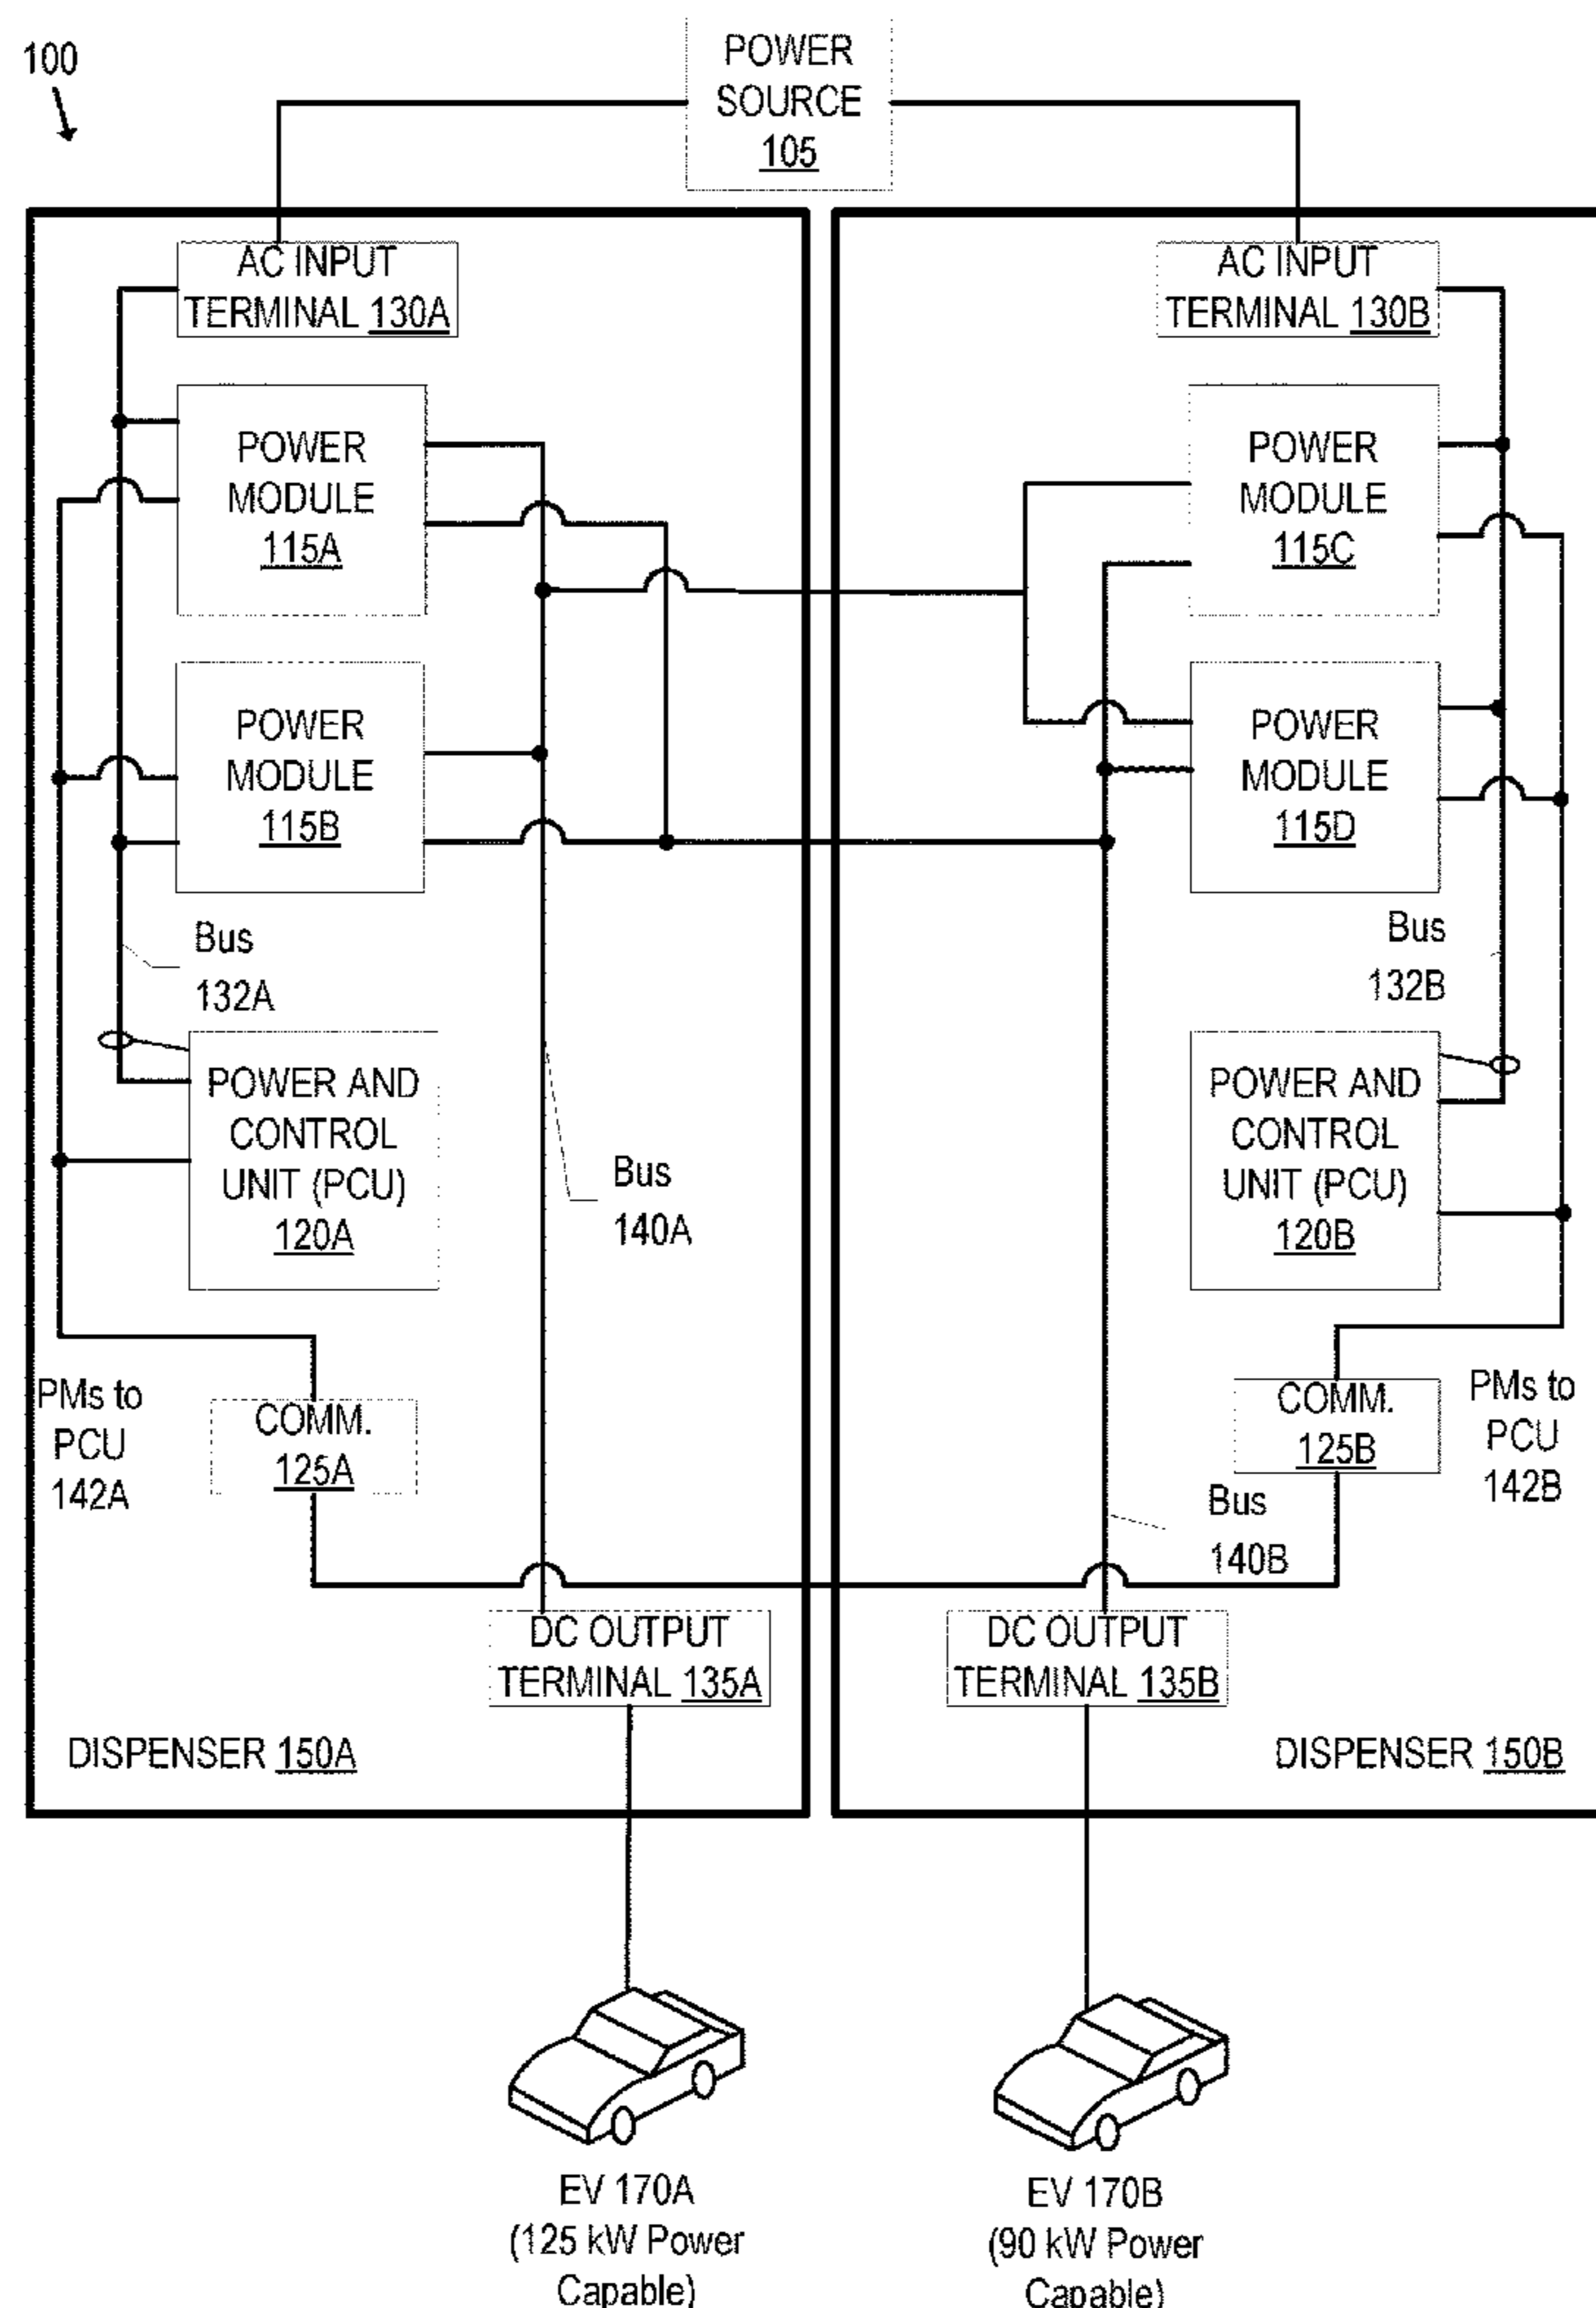 100
POWER
SOURCE
105
AC INPUT
TERMINAL 130A
AC INPUT
TERMINAL 130B
POWER
MODULE
115A
POWER
MODULE
115C
POWER
MODULE
115B
POWER
MODULE
115D
Bus
132A
Bus
132B
POWER AND
CONTROL
UNIT (PCU)
120A
POWER AND
CONTROL
UNIT (PCU)
120B
Bus
140A
PMs to
PCU
142A
COMM.
125A
COMM.
125B
PMs to
PCU
142B
Bus
140B
DC OUTPUT
TERMINAL 135A
DC OUTPUT
TERMINAL 135B
DISPENSER 150A
DISPENSER 150B
EV 170A
(125 kW Power
Capable)
EV 170B
(90 kW Power
Capable)